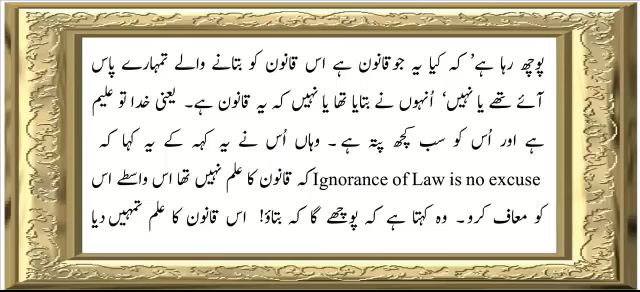 پوچھ رہا ہے’ کہ کیا یہ جو قانون ہے اس قانون کو بتانے والے تمہارے پاس
آئے تھے یا نہیں‘ اُنہوں نے بتایا تھا یا نہیں کہ یہ قانون ہے۔ یعنی خدا تو علیم
ہے اور اُس کو سب کچھ پتہ ہے۔ وہاں اُس نے یہ کہہ کے یہ کہا کہ
Ignorance of Law is no excuse کہ قانون کا علم نہیں تھا اس واسطے اس
کو معاف کرو۔ وہ کہتا ہے کہ پوچھے گا کہ بتاؤ! اس قانون کا علم تمہیں دیا